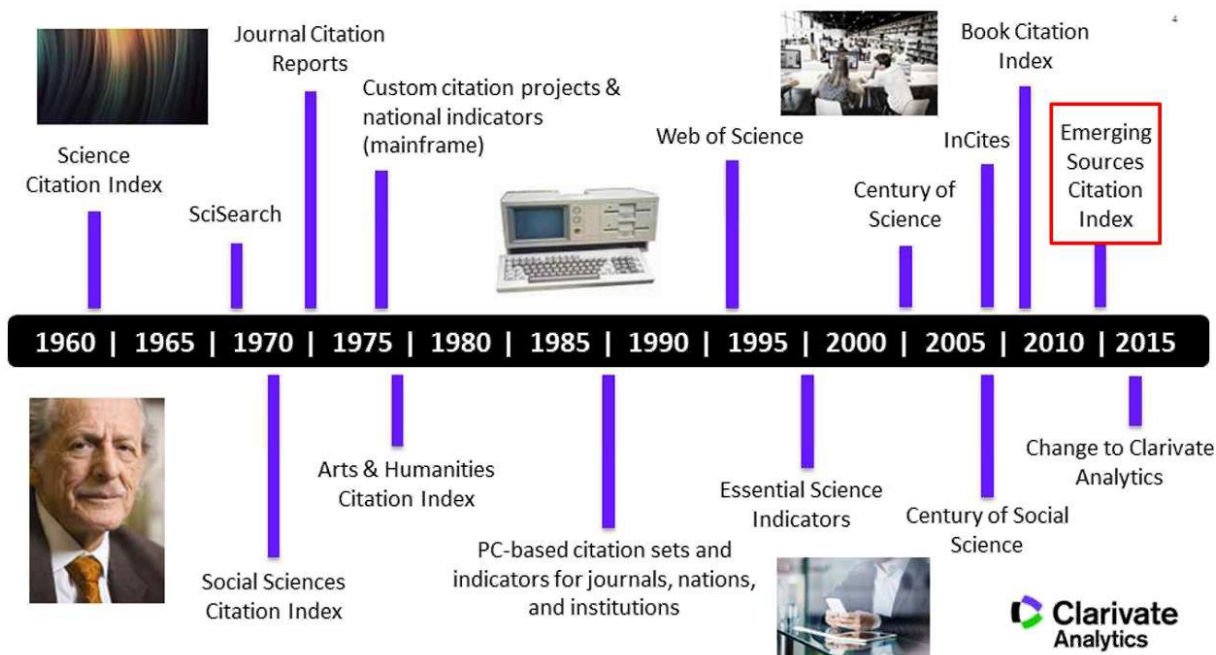 4
Journal Citation
Reports
Book Citation
Index
Custom citation projects &
national indicators
(mainframe)
Web of Science
InCites
Emerging
Sources
Citation
Index
Science
Citation Index
SciSearch
Century of
Science
1960 | 1965 | 1970 | 1975 | 1980 | 1985 | 1990 | 1995 | 2000 | 2005 | 2010 | 2015
Arts & Humanities
Citation Index
Change to Clarivate
Analytics
Essential Science
Indicators
Century of Social
Science
PC-based citation sets and
indicators for journals, nations,
and institutions
Social Sciences
Citation Index
Clarivate
Analytics